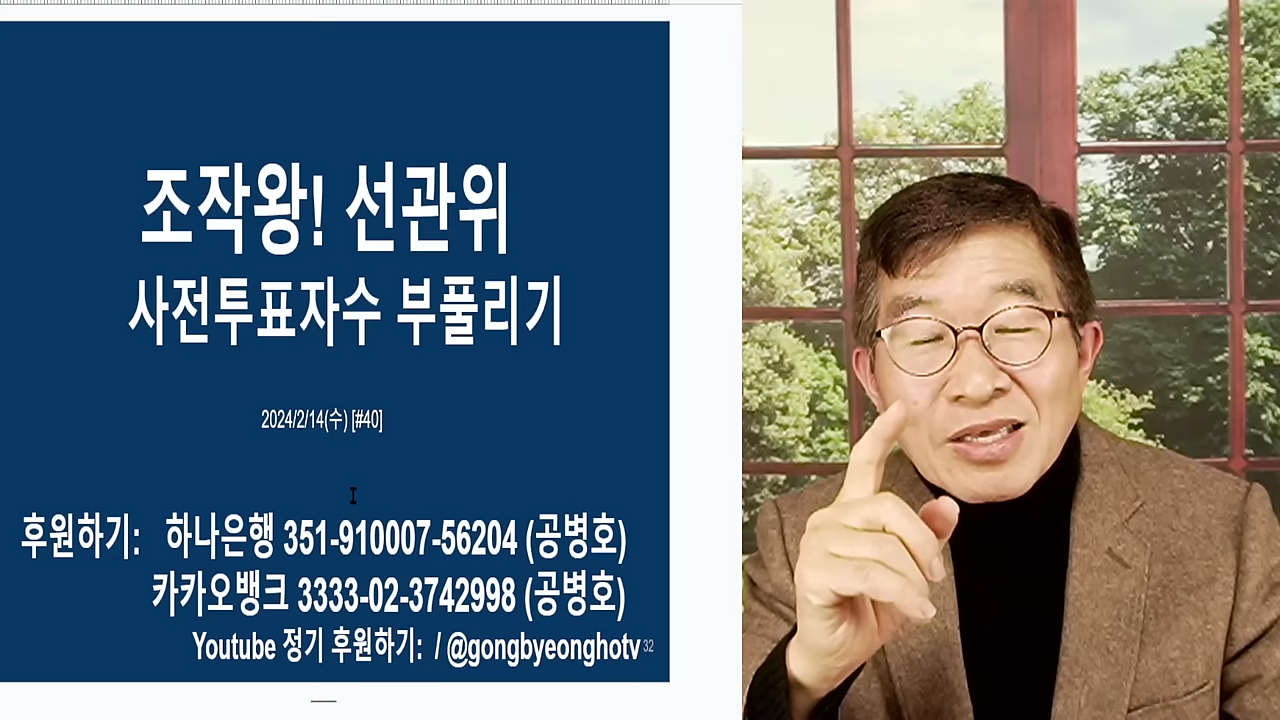 조작왕! 선관위
사전투표자수 부풀리기
2024/2/14(수) [#40]
후원하기: 하나은행 351-910007-56204 (공병호)
카카오뱅크 3333-02-3742998 (공병호)
Youtube 정기 후원하기: / @gongbyeonghotv 32